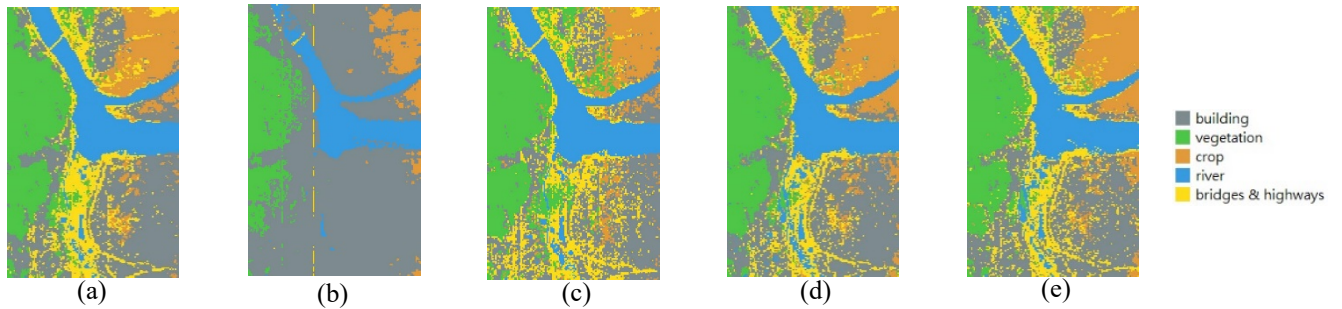 building
vegetation
crop
river
bridges & highways
(a)
(b)
(c)
(d)
(e)